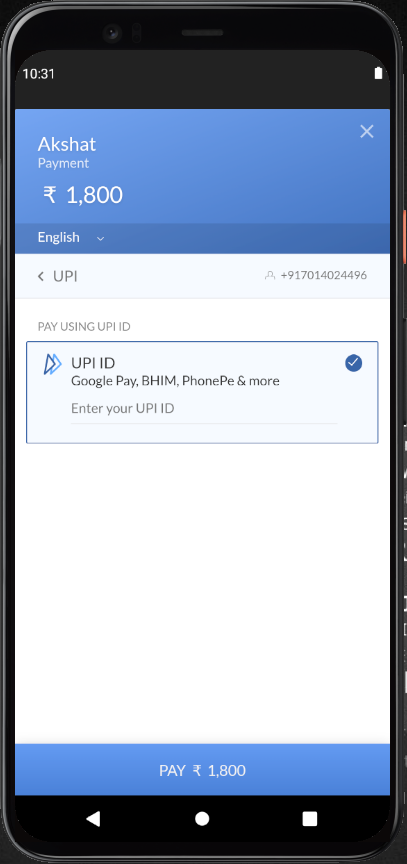 10:31
Akshat
Payment
₹ 1,800
English
UPI
+917014024496
PAY USING UPI ID
UPI ID
Google Pay, BHIM, PhonePe & more
Enter your UPI ID
PAY ₹ 1,800